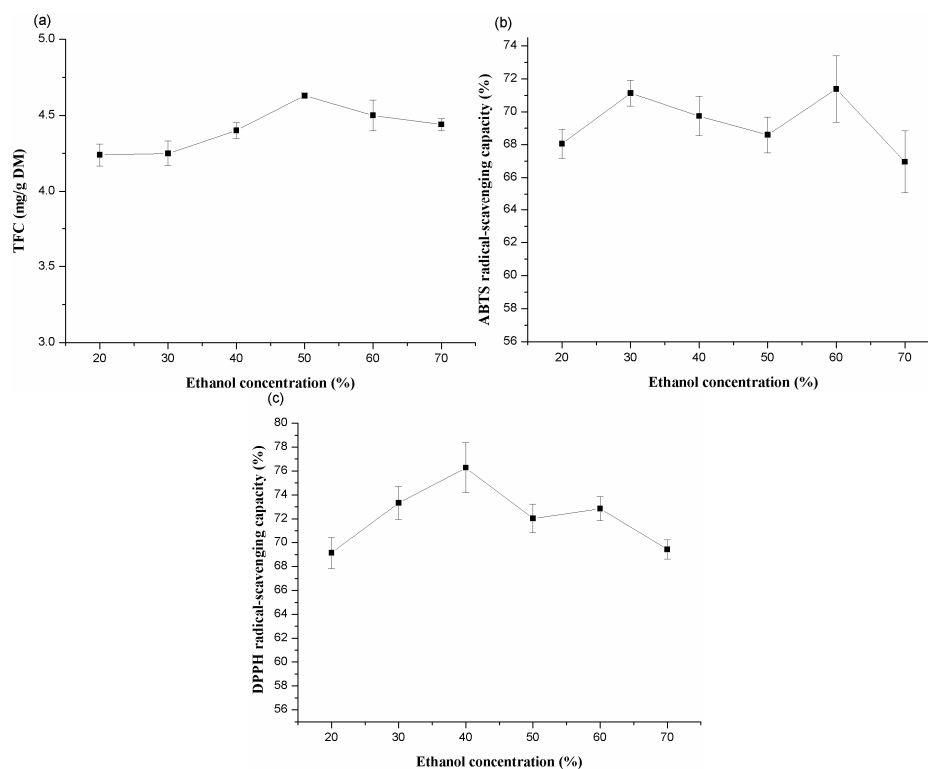 (a)
5.0
4.5
4.0
3.5
3.0
TFC (mg/g DM)
20 30 40 50 60 70
Ethanol concentration (%)
(b)
74
72
70
68
66
64
62
60
58
56
ABTS radical-scavenging capacity (%)
20 30 40 50 60 70
Ethanol concentration (%)
(c)
80
78
76
74
72
70
68
66
64
62
60
58
56
DPPH radical-scavenging capacity (%)
20 30 40 50 60 70
Ethanol concentration (%)